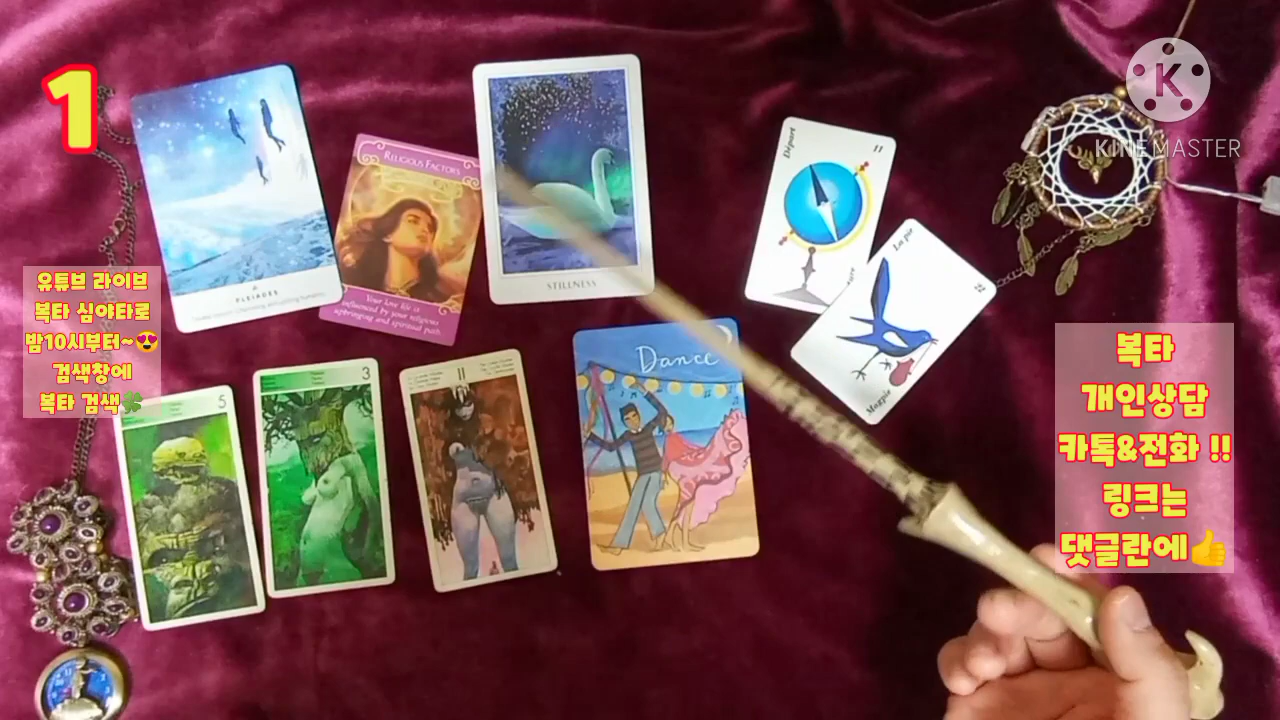 1
PLEIADES
RELIGIOUS FACTORS
Your Love life is
influenced by your religious
upbringing and spiritual path
STILLNESS
Départ
11
La pie
Magpie
K
KINEMASTER
유튜브 라이브
복타 심야타로
밤10시부터~😍
검색창에
복타 검색🍀
5
3
II
Dance
복타
개인상담
카톡&전화 !!
링크는
댓글란에👍